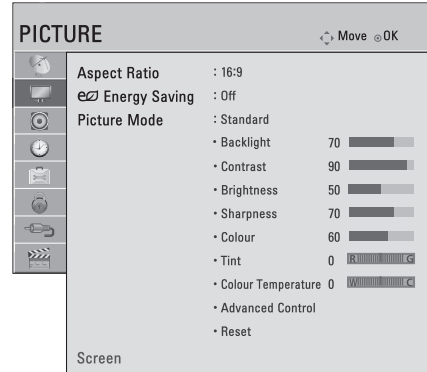 PICTURE Move OK
Aspect Ratio : 16:9
Energy Saving : Off
Picture Mode : Standard
• Backlight 70
• Contrast 90
• Brightness 50
• Sharpness 70
• Colour 60
• Tint 0 R G
• Colour Temperature 0 W C
• Advanced Control
• Reset
Screen